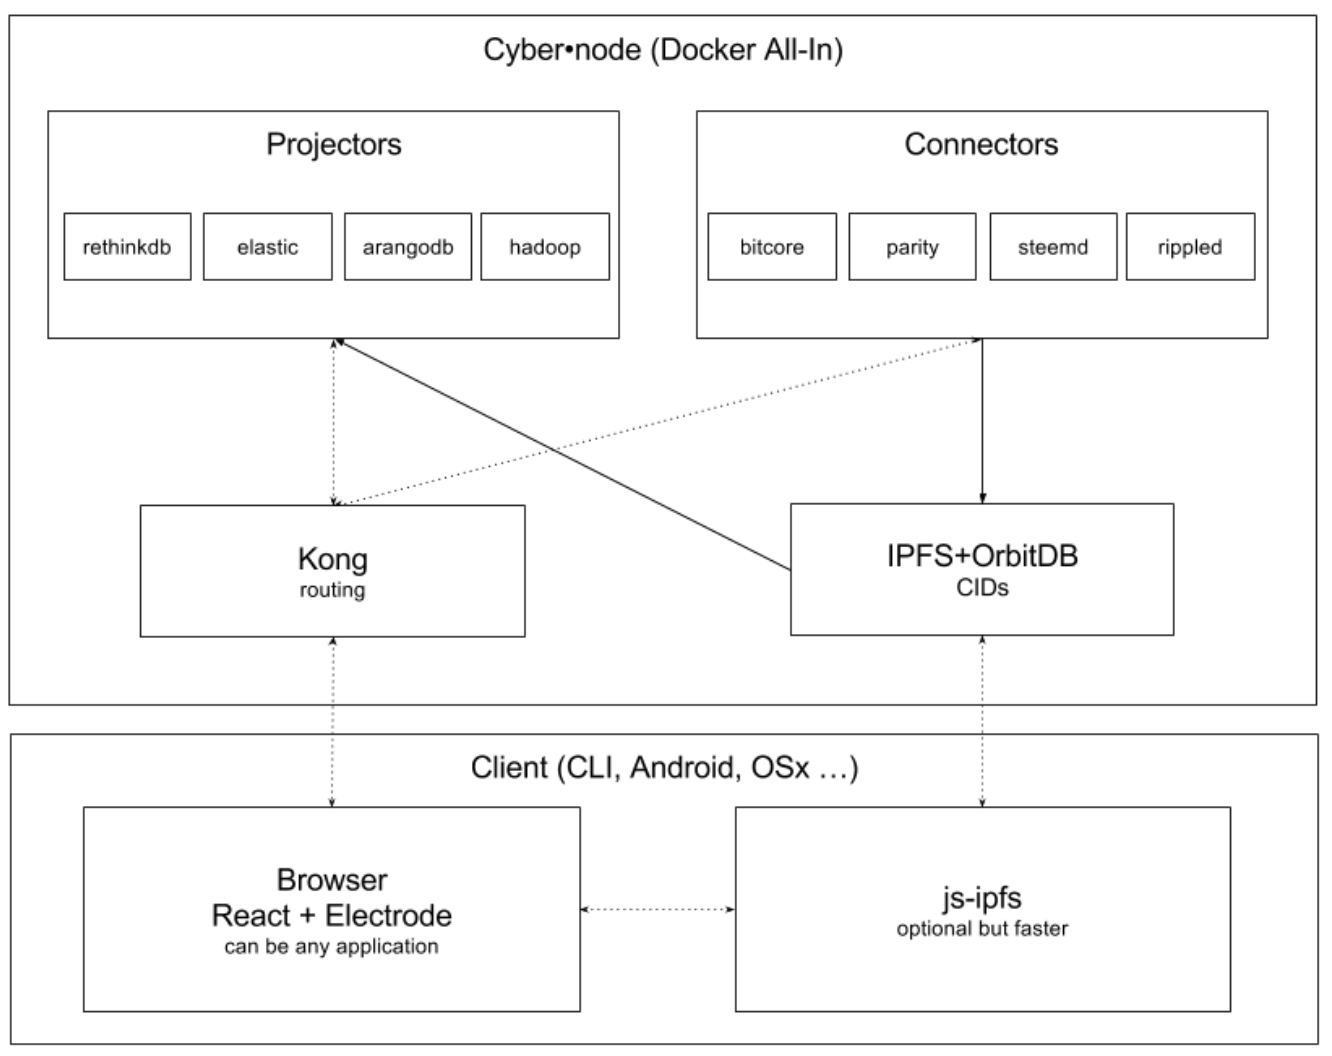 Cyber•node (Docker All-In)
Projectors
rethinkdb
elastic
arangodb
hadoop
Connectors
bitcore
parity
steemd
rippled
Kong
routing
IPFS+OrbitDB
CIDs
Client (CLI, Android, OSx …)
Browser
React + Electrode
can be any application
js-ipfs
optional but faster